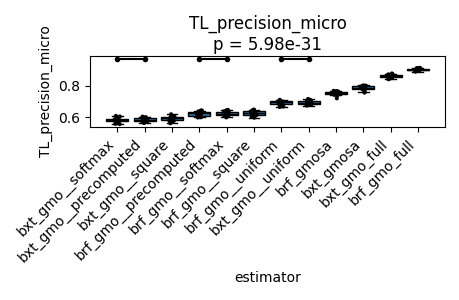 TL_precision_micro
p = 5.98e-31
TL_precision_micro
0.8
0.6
bxt_gmo__softmax
bxt_gmo__precomputed
bxt_gmo__square
brf_gmo__precomputed
brf_gmo__softmax
brf_gmo__square
brf_gmo__uniform
bxt_gmo__uniform
brf_gmosa
bxt_gmosa
bxt_gmo_full
brf_gmo_full
estimator